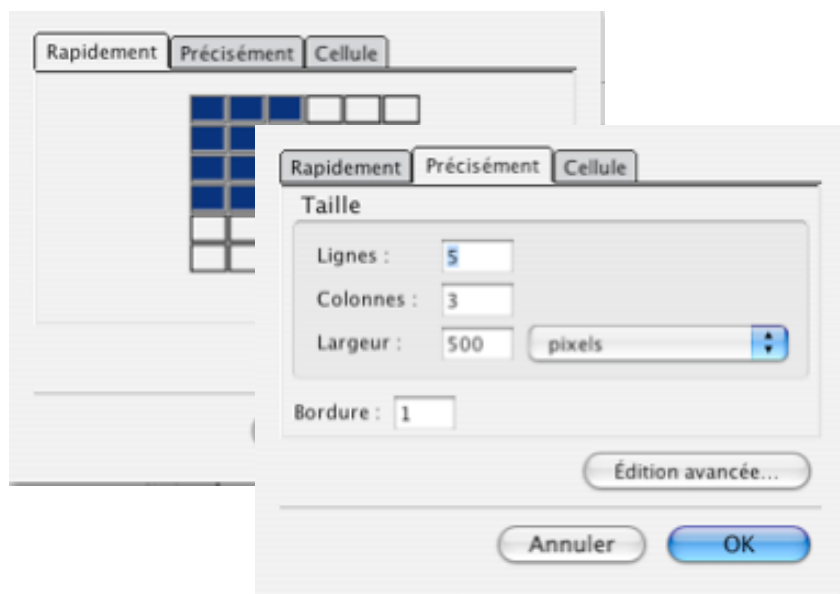 Rapidement Précisément Cellule
Rapidement Précisément Cellule
Taille
Lignes : 5
Colonnes : 3
Largeur : 500 pixels
Bordure : 1
Édition avancée...
Annuler OK